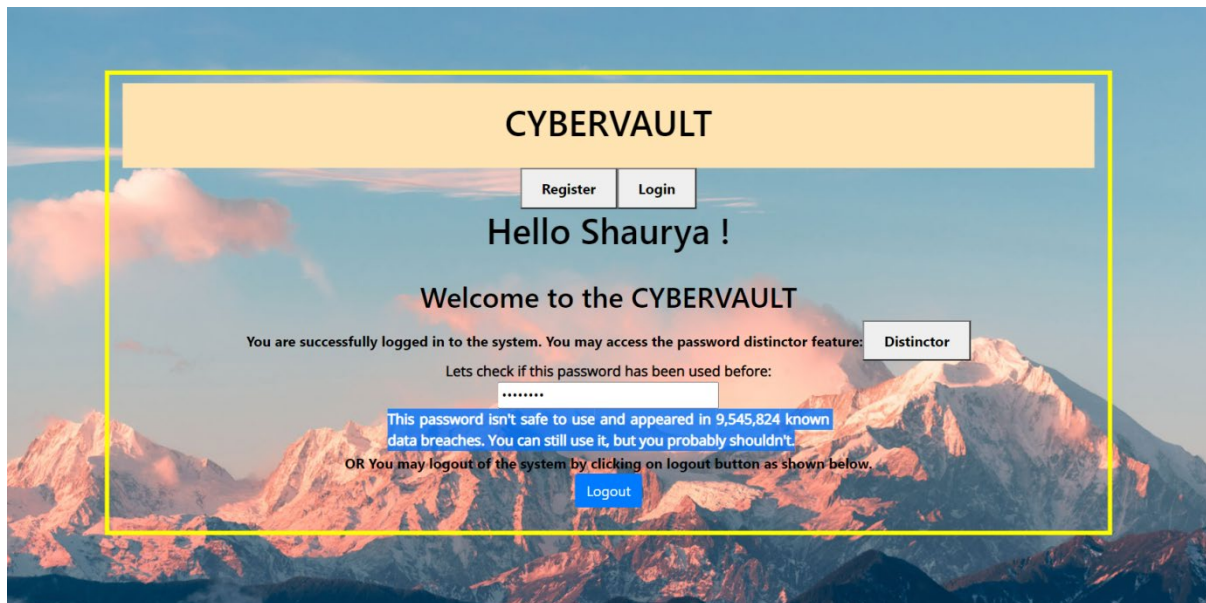 CYBERVAULT
Register Login
Hello Shaurya !
Welcome to the CYBERVAULT
You are successfully logged in to the system. You may access the password distinctor feature: Distinctor
Lets check if this password has been used before:
••••••••
This password isn't safe to use and appeared in 9,545,824 known
data breaches. You can still use it, but you probably shouldn't.
OR You may logout of the system by clicking on logout button as shown below.
Logout